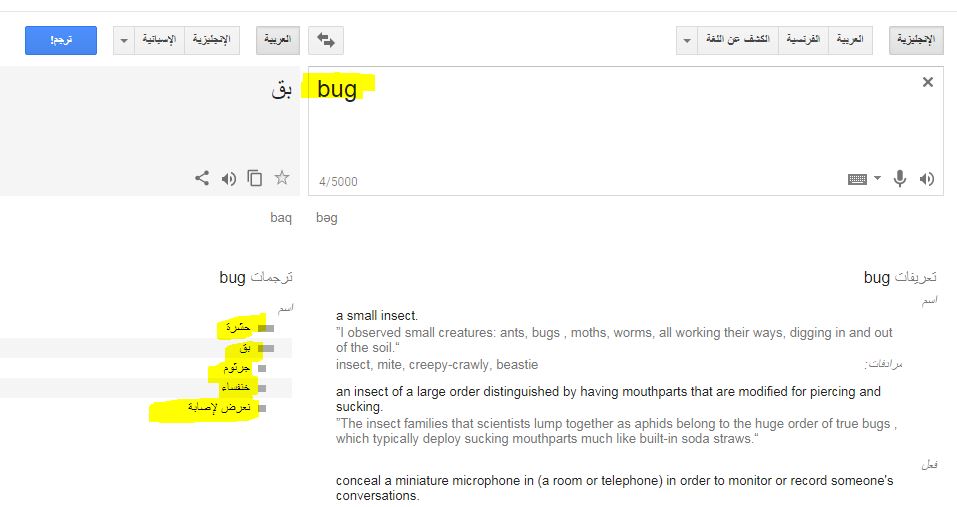 الإنجليزية العربية الفرنسية الكشف عن اللغة
العربية الإنجليزية الإسبانية ترجم!
bug
بق
4/5000
bəg
baq
تعريفات bug
اسم
a small insect.
"I observed small creatures: ants, bugs , moths, worms, all working their ways, digging in and out
of the soil."
مرادفات:
insect, mite, creepy-crawly, beastie
an insect of a large order distinguished by having mouthparts that are modified for piercing and
sucking.
"The insect families that scientists lump together as aphids belong to the huge order of true bugs ,
which typically deploy sucking mouthparts much like built-in soda straws."
فعل
conceal a miniature microphone in (a room or telephone) in order to monitor or record someone's
conversations.
ترجمات bug
اسم
حشرة
بق
جرثوم
خنفساء
تعرض لإصابة